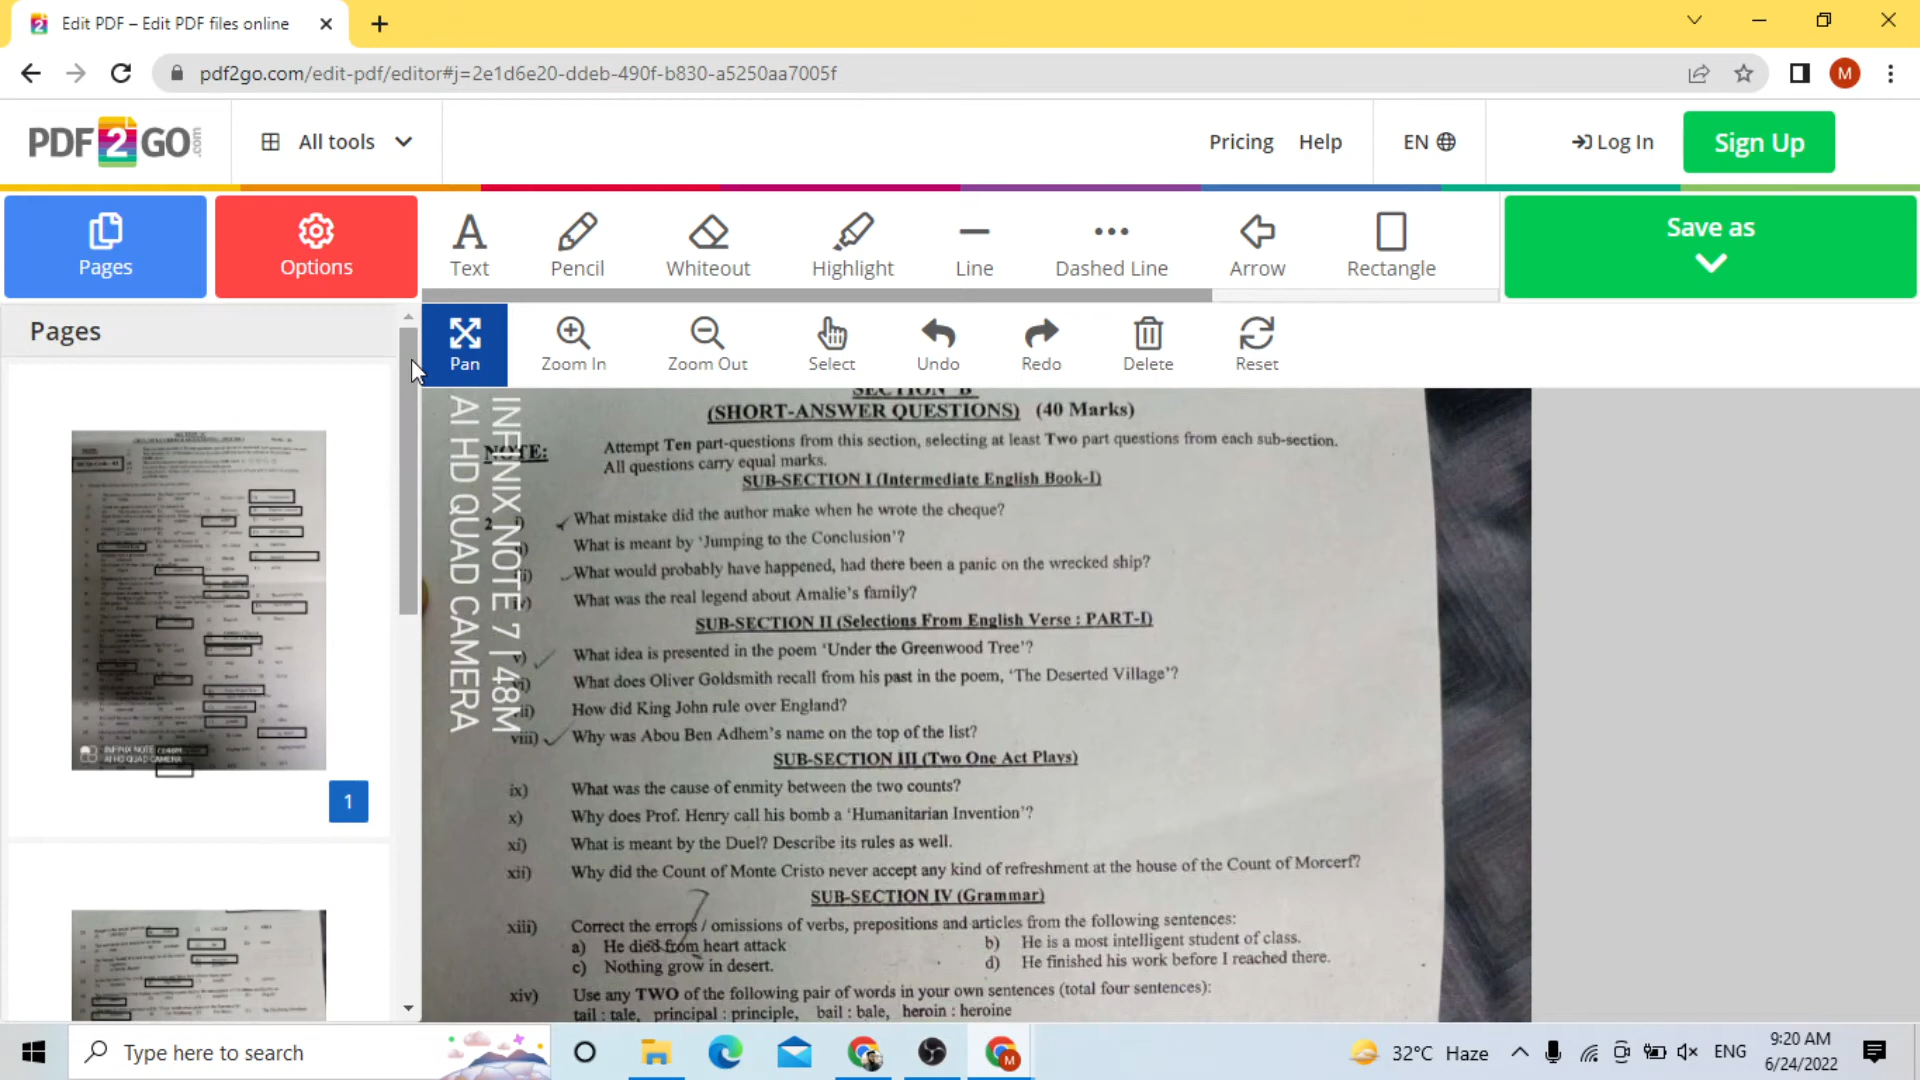 Edit PDF – Edit PDF files online
pdf2go.com/edit-pdf/editor#j=2e1d6e20-ddeb-490f-b830-a5250aa7005f
M
PDF2GO.com
All tools
Pricing
Help
EN
Log In
Sign Up
Pages
Options
Text
Pencil
Whiteout
Highlight
Line
Dashed Line
Arrow
Rectangle
Save as
Pages
Pan
Zoom In
Zoom Out
Select
Undo
Redo
Delete
Reset
1
INFINIX NOTE 7 | 48M
AI HD QUAD CAMERA
SECTION 'B'
(SHORT-ANSWER QUESTIONS) (40 Marks)
NOTE: Attempt Ten part-questions from this section, selecting at least Two part questions from each sub-section.
All questions carry equal marks.
SUB-SECTION I (Intermediate English Book-I)
2 i) What mistake did the author make when he wrote the cheque?
ii) What is meant by 'Jumping to the Conclusion'?
iii) What would probably have happened, had there been a panic on the wrecked ship?
iv) What was the real legend about Amalie's family?
SUB-SECTION II (Selections From English Verse : PART-I)
v) What idea is presented in the poem 'Under the Greenwood Tree'?
vi) What does Oliver Goldsmith recall from his past in the poem, 'The Deserted Village'?
vii) How did King John rule over England?
viii) Why was Abou Ben Adhem's name on the top of the list?
SUB-SECTION III (Two One Act Plays)
ix) What was the cause of enmity between the two counts?
x) Why does Prof. Henry call his bomb a 'Humanitarian Invention'?
xi) What is meant by the Duel? Describe its rules as well.
xii) Why did the Count of Monte Cristo never accept any kind of refreshment at the house of the Count of Morcerf?
SUB-SECTION IV (Grammar)
xiii) Correct the errors / omissions of verbs, prepositions and articles from the following sentences:
a) He died from heart attack b) He is a most intelligent student of class.
c) Nothing grow in desert. d) He finished his work before I reached there.
xiv) Use any TWO of the following pair of words in your own sentences (total four sentences):
tail : tale, principal : principle, bail : bale, heroin : heroine
Type here to search
M
32°C Haze
ENG
9:20 AM
6/24/2022